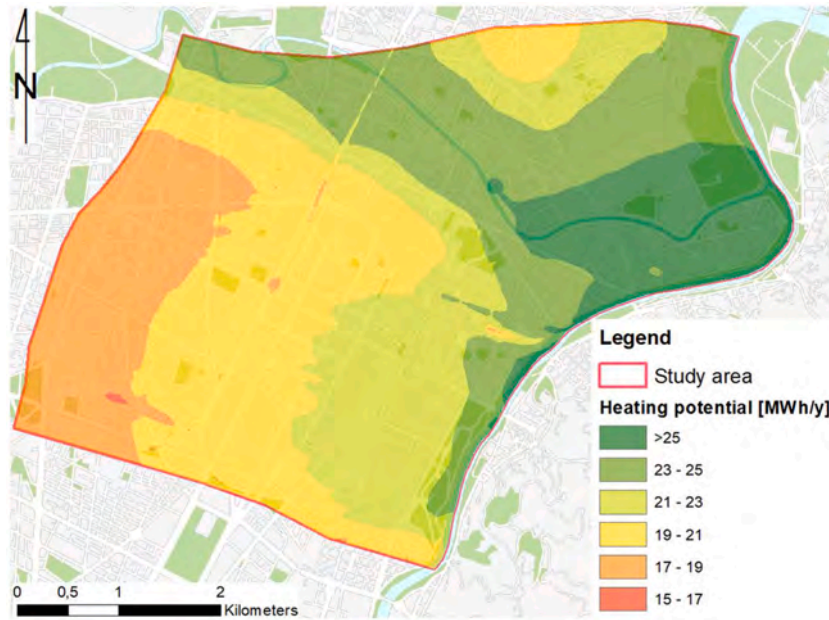 N
Legend
Study area
Heating potential [MWh/y]
>25
23 - 25
21 - 23
19 - 21
17 - 19
15 - 17
0 0,5 1 2
Kilometers